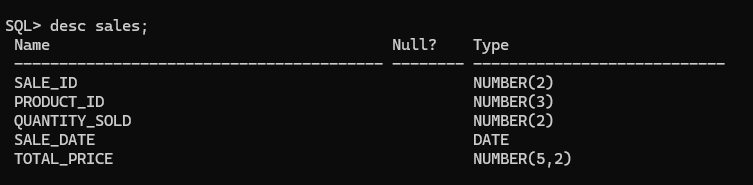 SQL> desc sales;
Name Null? Type
----------------------------------------- -------- ----------------------------
SALE_ID NUMBER(2)
PRODUCT_ID NUMBER(3)
QUANTITY_SOLD NUMBER(2)
SALE_DATE DATE
TOTAL_PRICE NUMBER(5,2)